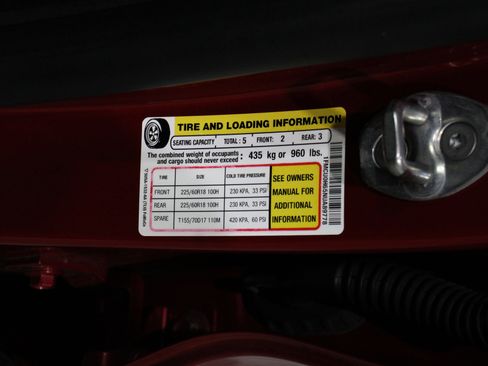 TIRE AND LOADING INFORMATION
SEATING CAPACITY TOTAL: 5 FRONT: 2 REAR: 3
The combined weight of occupants
and cargo should never exceed : 435 kg or 960 lbs.
TIRE SIZE COLD TIRE PRESSURE
FRONT 225/60R18 100H 230 KPA, 33 PSI
REAR 225/60R18 100H 230 KPA, 33 PSI
SPARE T155/70D17 110M 420 KPA, 60 PSI
SEE OWNERS
MANUAL FOR
ADDITIONAL
INFORMATION